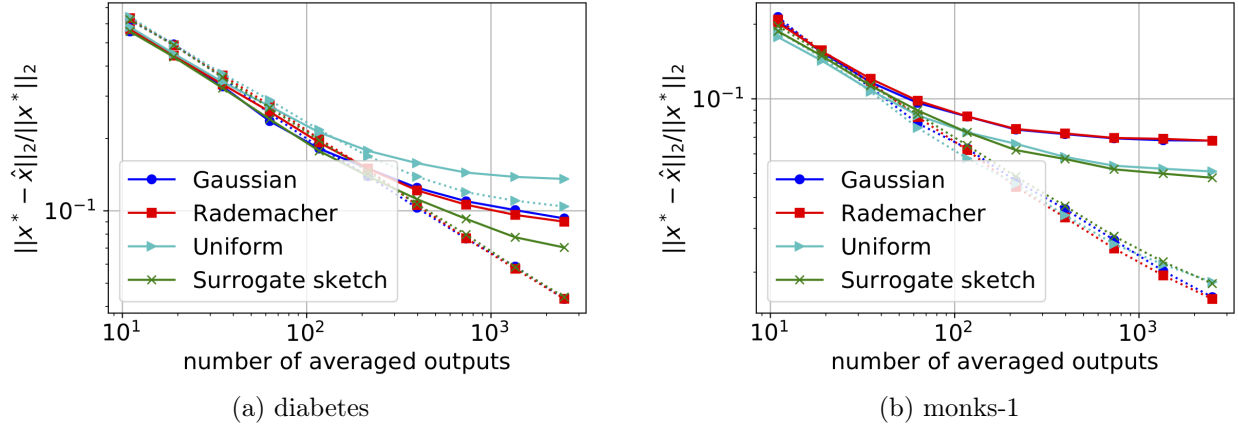 ||x* − x̂||₂/||x*||₂
10⁻¹
Gaussian
Rademacher
Uniform
Surrogate sketch
10¹ 10² 10³
number of averaged outputs
(a) diabetes
||x* − x̂||₂/||x*||₂
10⁻¹
Gaussian
Rademacher
Uniform
Surrogate sketch
10¹ 10² 10³
number of averaged outputs
(b) monks-1